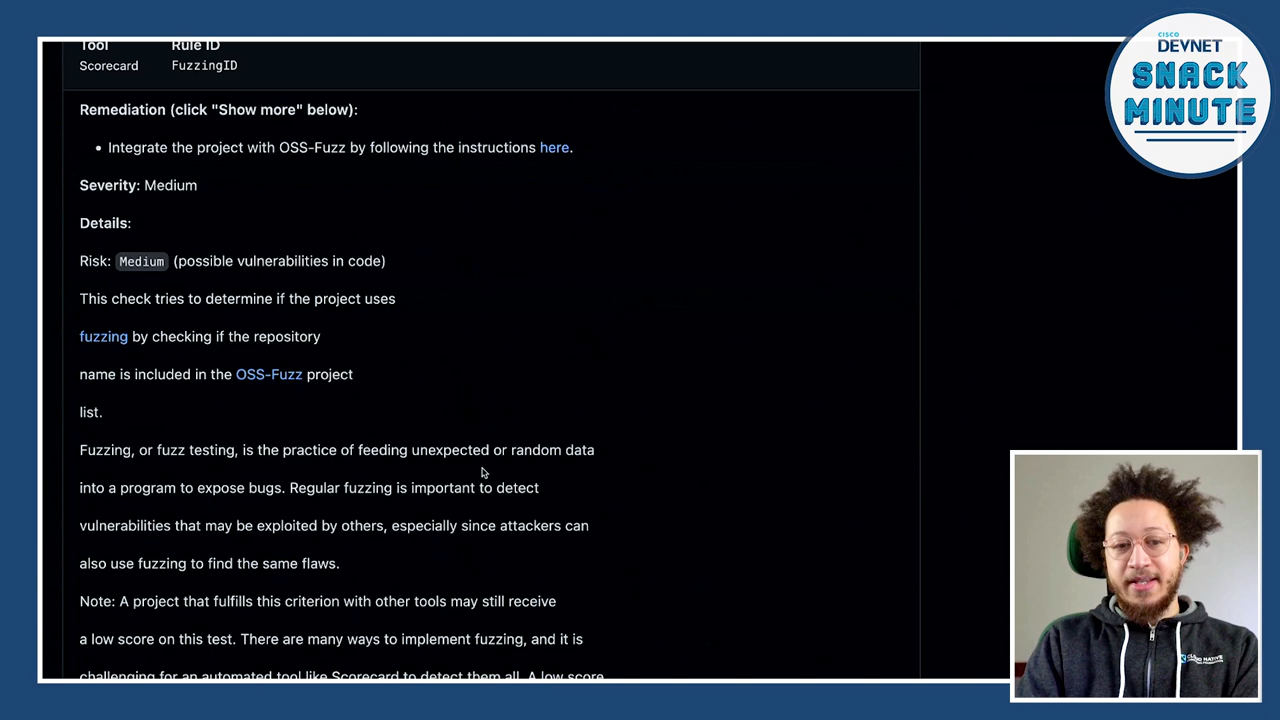 Tool Rule ID
Scorecard FuzzingID
Remediation (click "Show more" below):
• Integrate the project with OSS-Fuzz by following the instructions here.
Severity: Medium
Details:
Risk: Medium (possible vulnerabilities in code)
This check tries to determine if the project uses
fuzzing by checking if the repository
name is included in the OSS-Fuzz project
list.
Fuzzing, or fuzz testing, is the practice of feeding unexpected or random data
into a program to expose bugs. Regular fuzzing is important to detect
vulnerabilities that may be exploited by others, especially since attackers can
also use fuzzing to find the same flaws.
Note: A project that fulfills this criterion with other tools may still receive
a low score on this test. There are many ways to implement fuzzing, and it is
challenging for an automated tool like Scorecard to detect them all. A low score
CISCO
DEVNET
SNACK
MINUTE
NATIVE